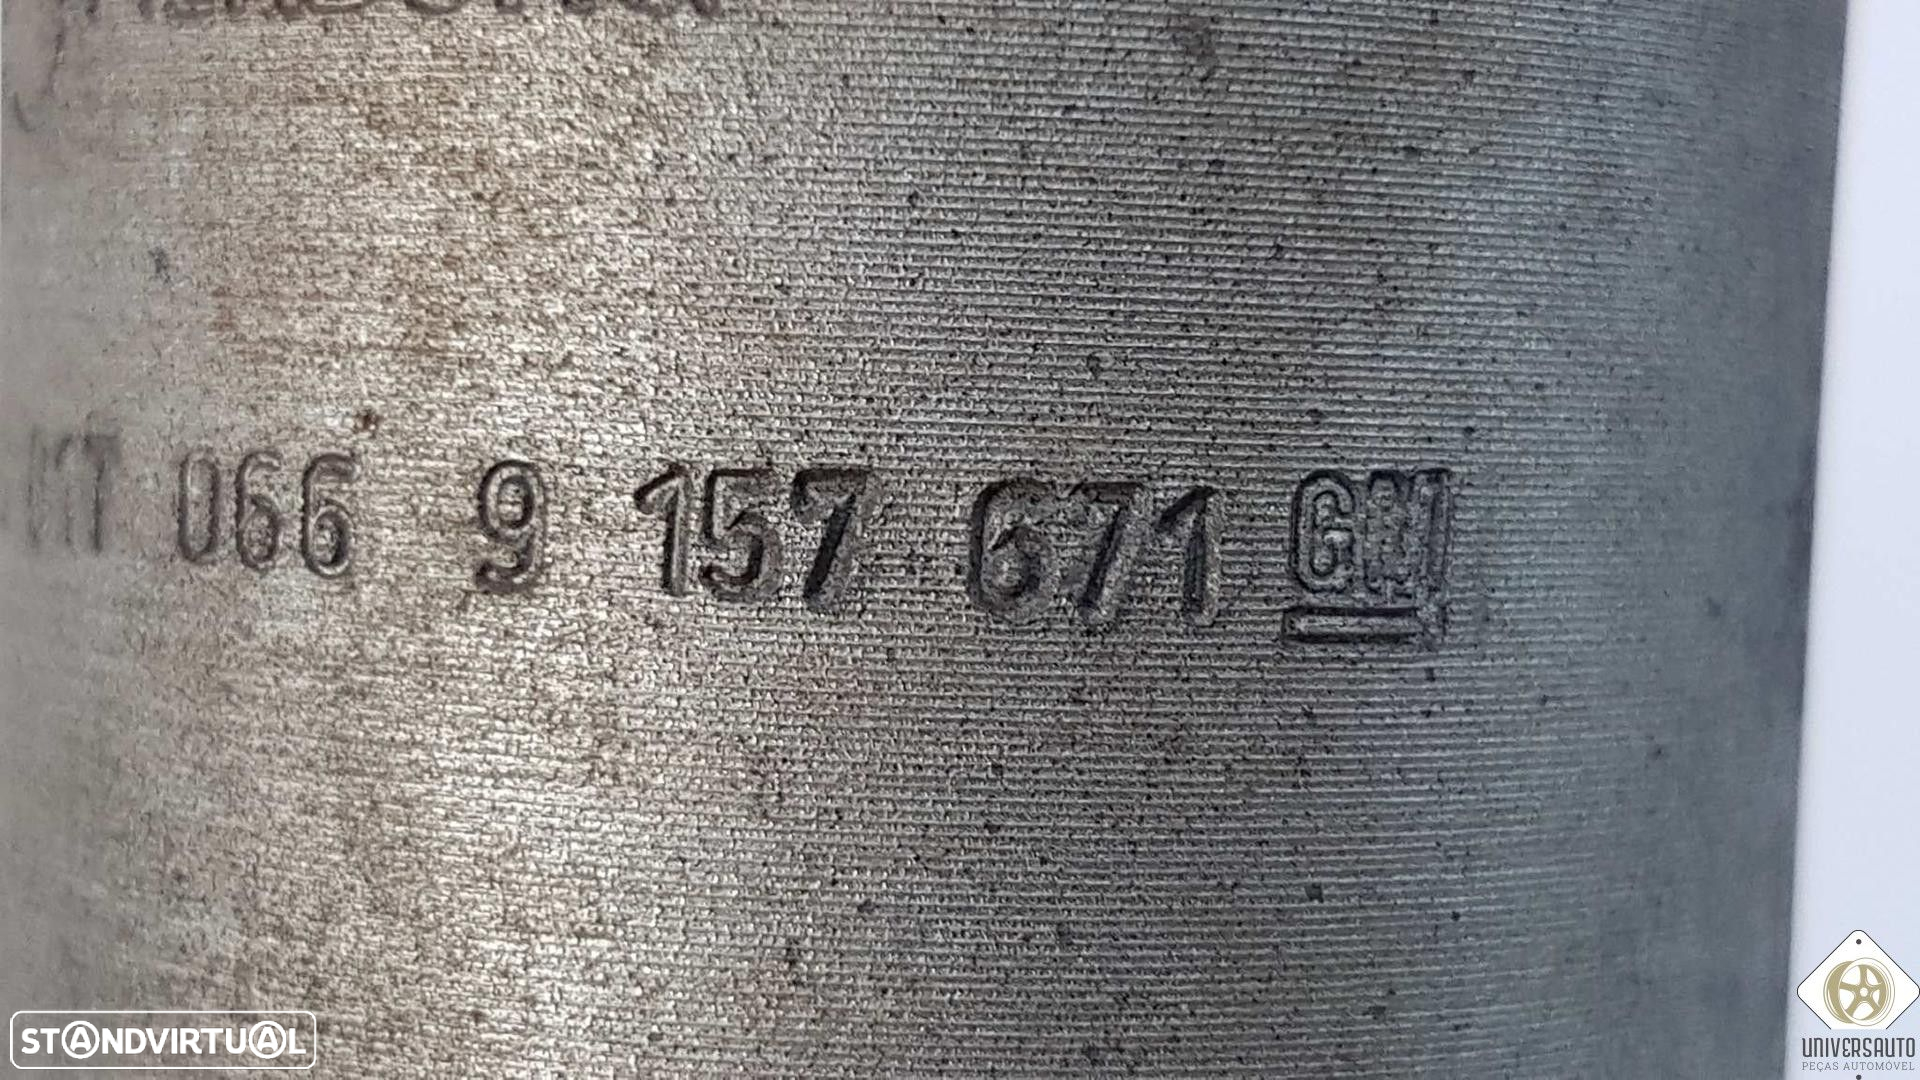 066 9 157 671 GM
STANDVIRTUAL
UNIVERSAUTO
PEÇAS AUTOMÓVEL